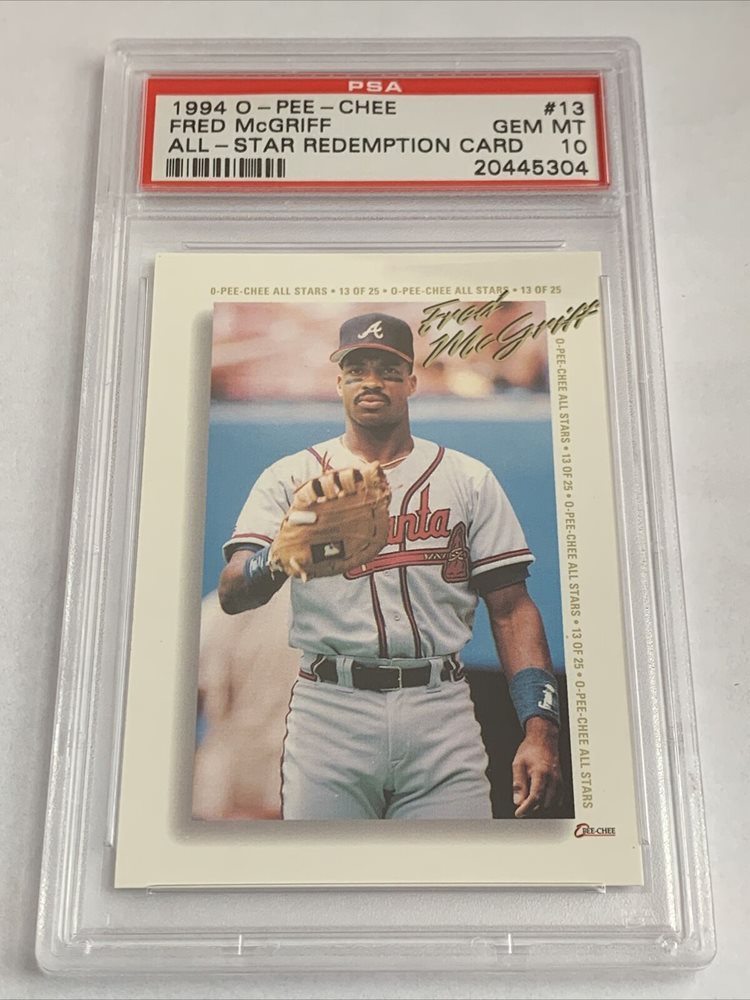 PSA
1994 O-PEE-CHEE #13
FRED McGRIFF GEM MT
ALL-STAR REDEMPTION CARD 10
20445304
O-PEE-CHEE ALL STARS • 13 OF 25 • O-PEE-CHEE ALL STARS • 13 OF 25
Fred
McGriff
O-PEE-CHEE ALL STARS • 13 OF 25 • O-PEE-CHEE ALL STARS • 13 OF 25 • O-PEE-CHEE ALL STARS
A
anta
O-PEE-CHEE